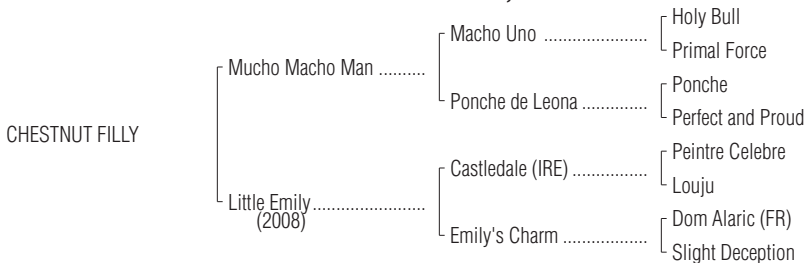 Holy Bull
Macho Uno ......................
Primal Force
Mucho Macho Man ..........
Ponche
Ponche de Leona ..............
Perfect and Proud
CHESTNUT FILLY
Peintre Celebre
Castledale (IRE) ................
Louju
Little Emily........................
(2008)
Dom Alaric (FR)
Emily's Charm ..................
Slight Deception